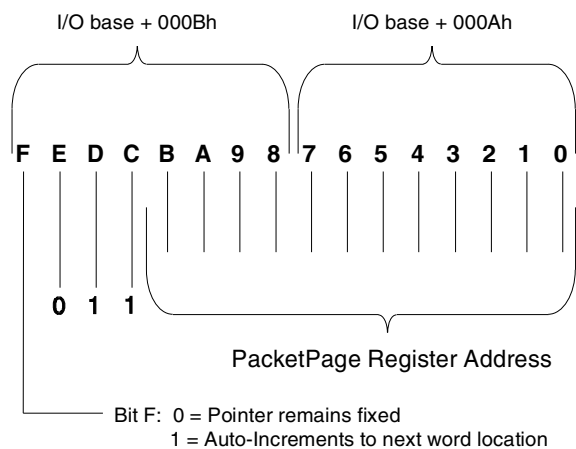 I/O base + 000Bh I/O base + 000Ah
F E D C B A 9 8 7 6 5 4 3 2 1 0
0 1 1
PacketPage Register Address
Bit F: 0 = Pointer remains fixed
1 = Auto-Increments to next word location